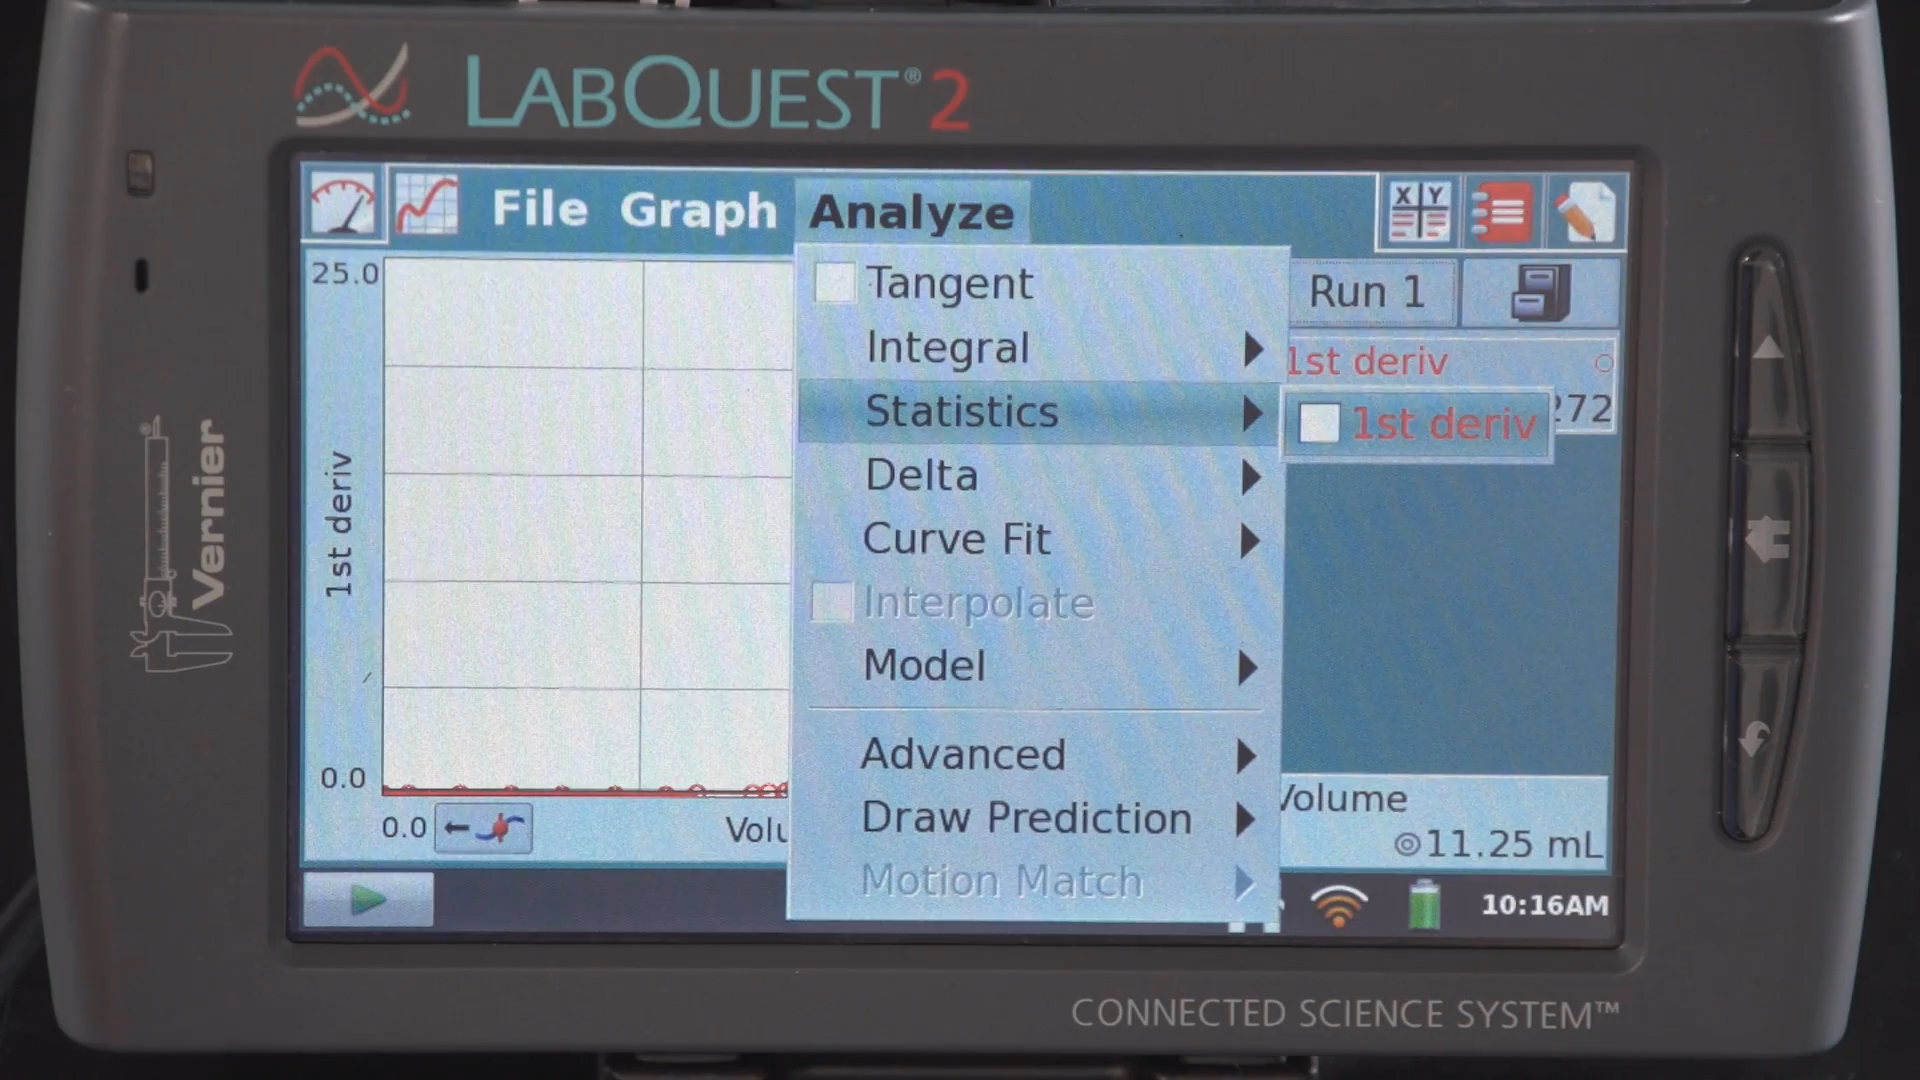 LABQUEST® 2
File Graph Analyze
X Y
25.0
Tangent
Run 1
Integral
1st deriv
Statistics
1st deriv
272
Delta
Curve Fit
1st deriv
Interpolate
Model
Advanced
0.0
Volume
0.0
Draw Prediction
11.25 mL
Motion Match
10:16AM
Vernier
CONNECTED SCIENCE SYSTEM™